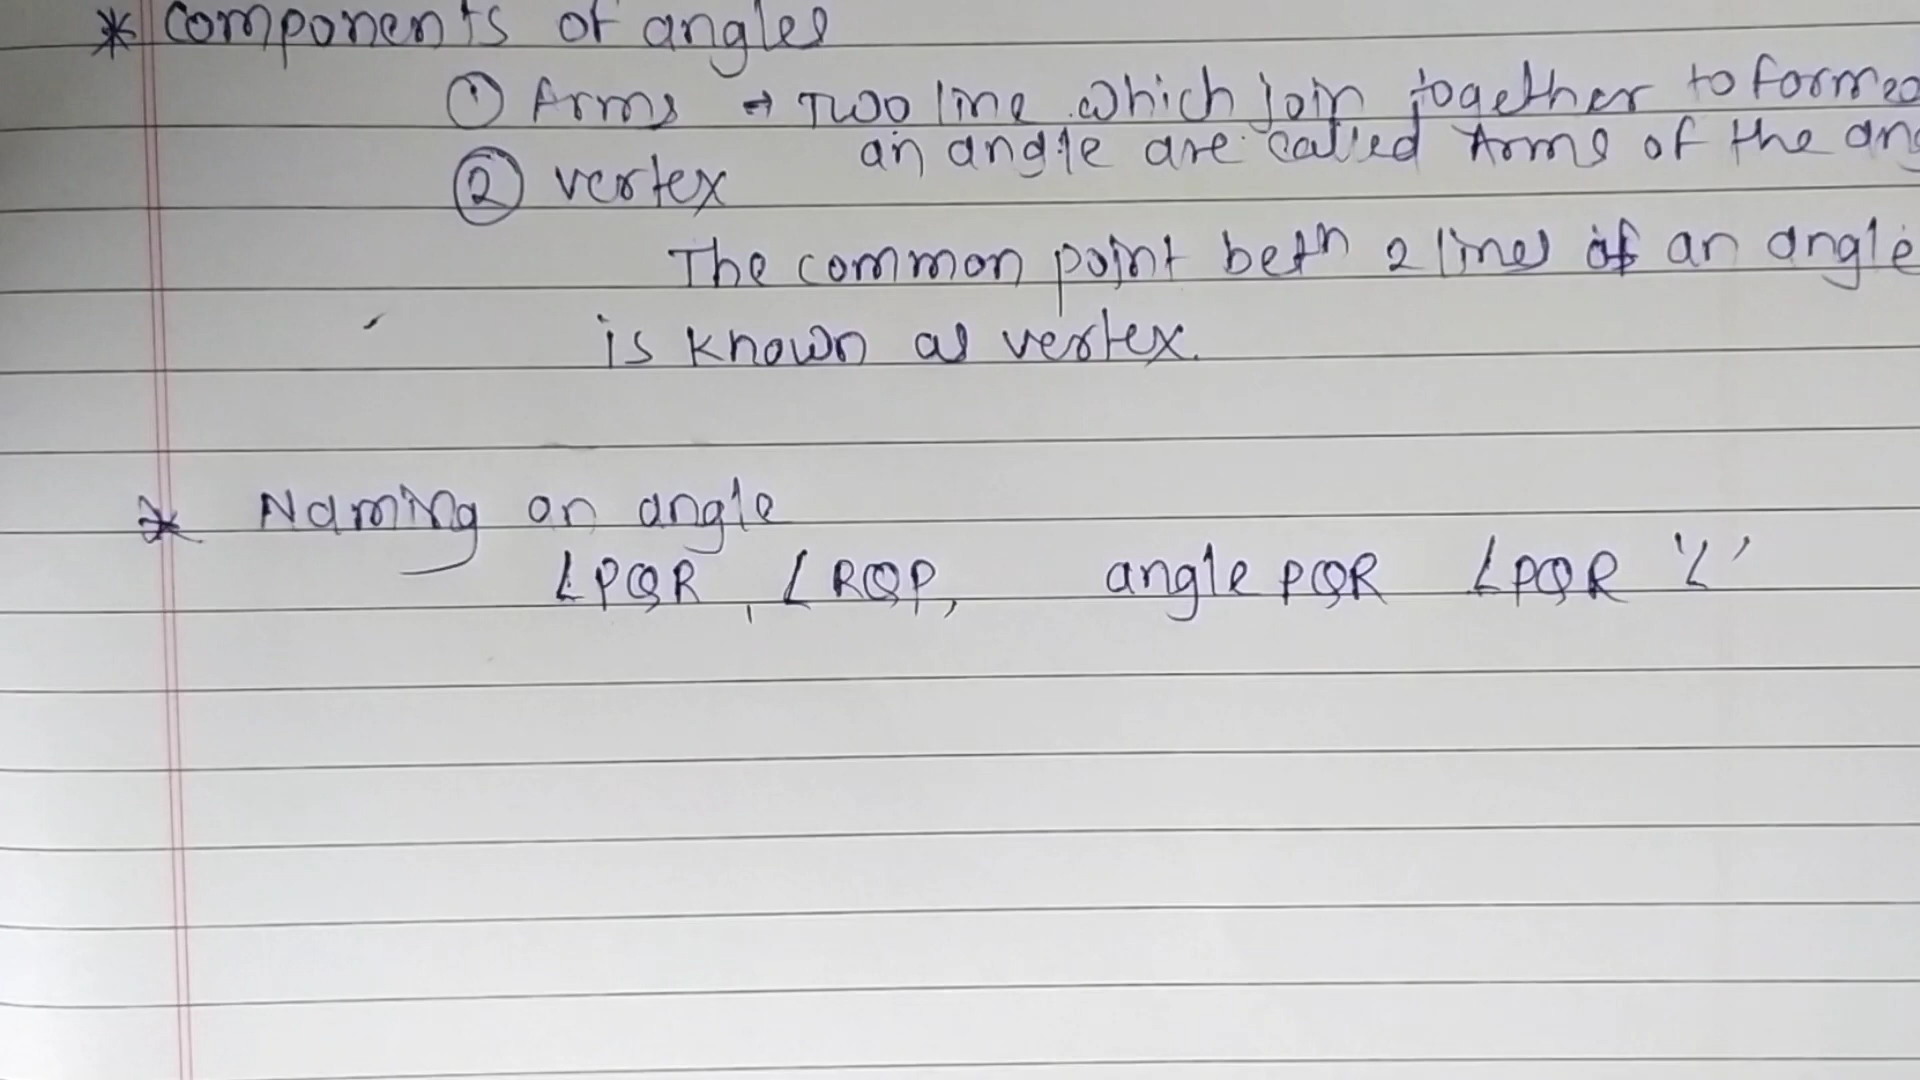 * Components of angles
① Arms → Two line which join together to formed
an angle are called Arms of the ang
② vertex
The common point betn 2 lines of an angle
is known as vertex.
* Naming an angle
∠PQR, ∠RQP, angle PQR ∠PQR '∠'